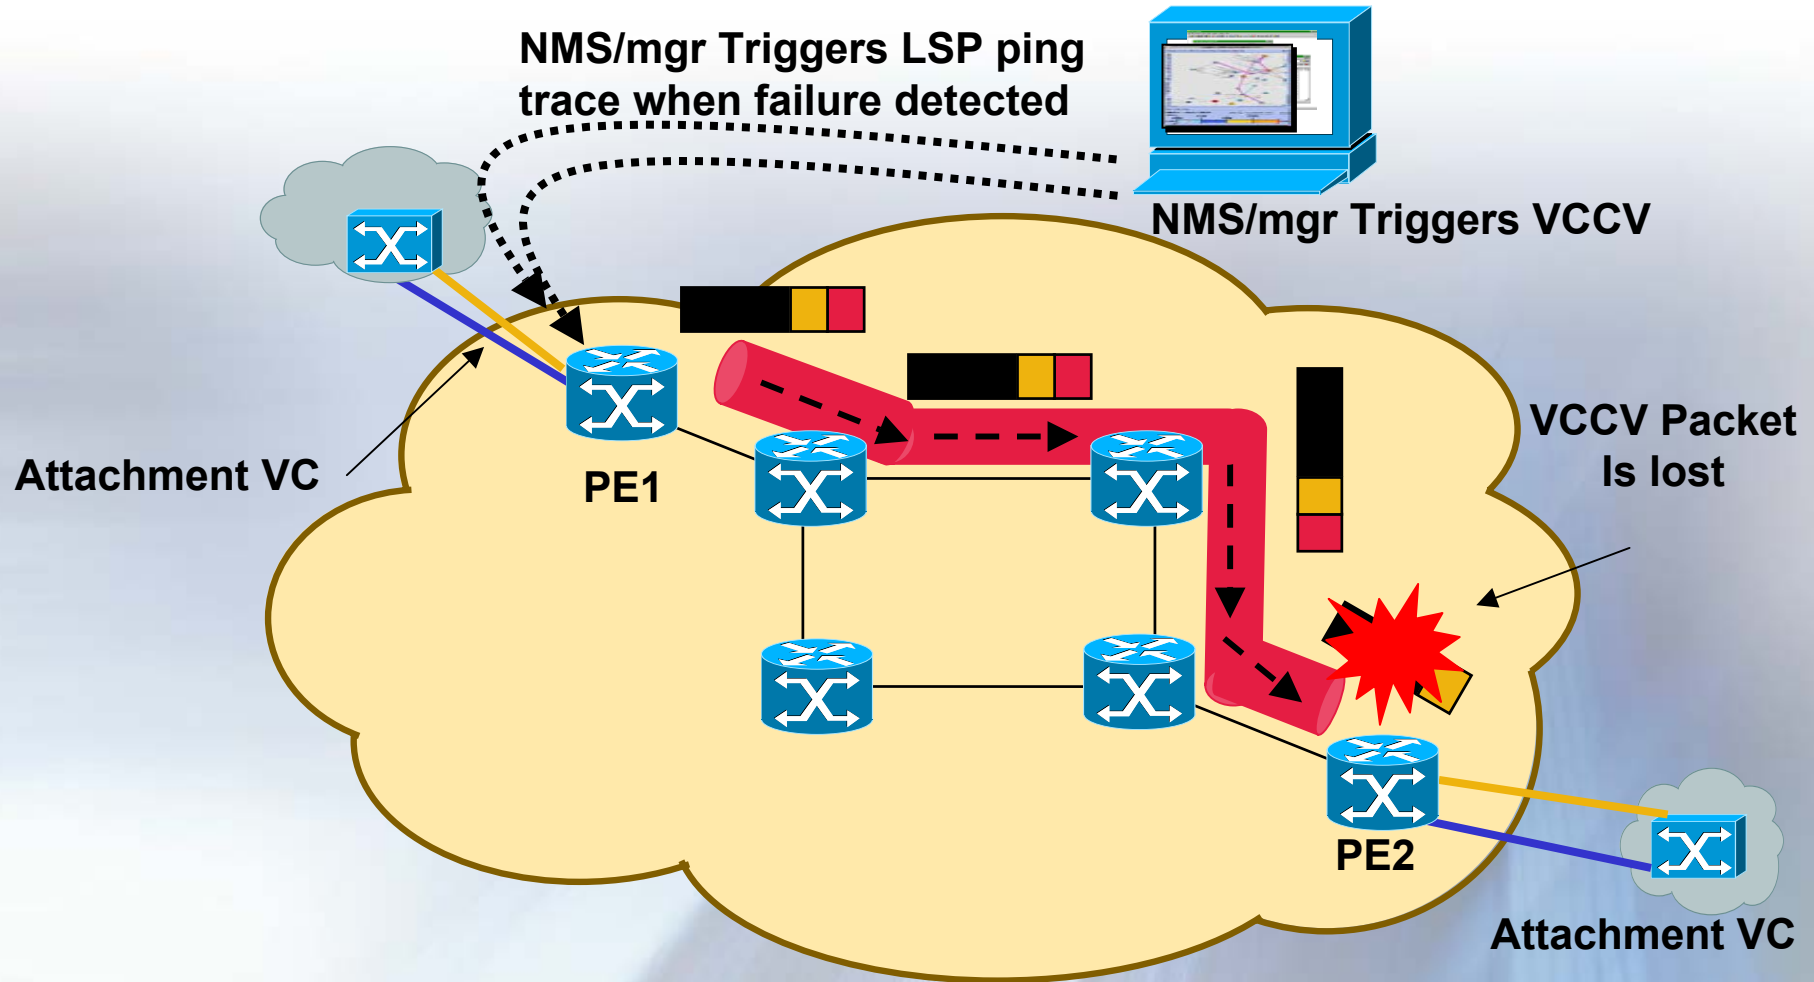 NMS/mgr Triggers LSP ping
trace when failure detected
NMS/mgr Triggers VCCV
VCCV Packet
Is lost
Attachment VC
PE1
PE2
Attachment VC